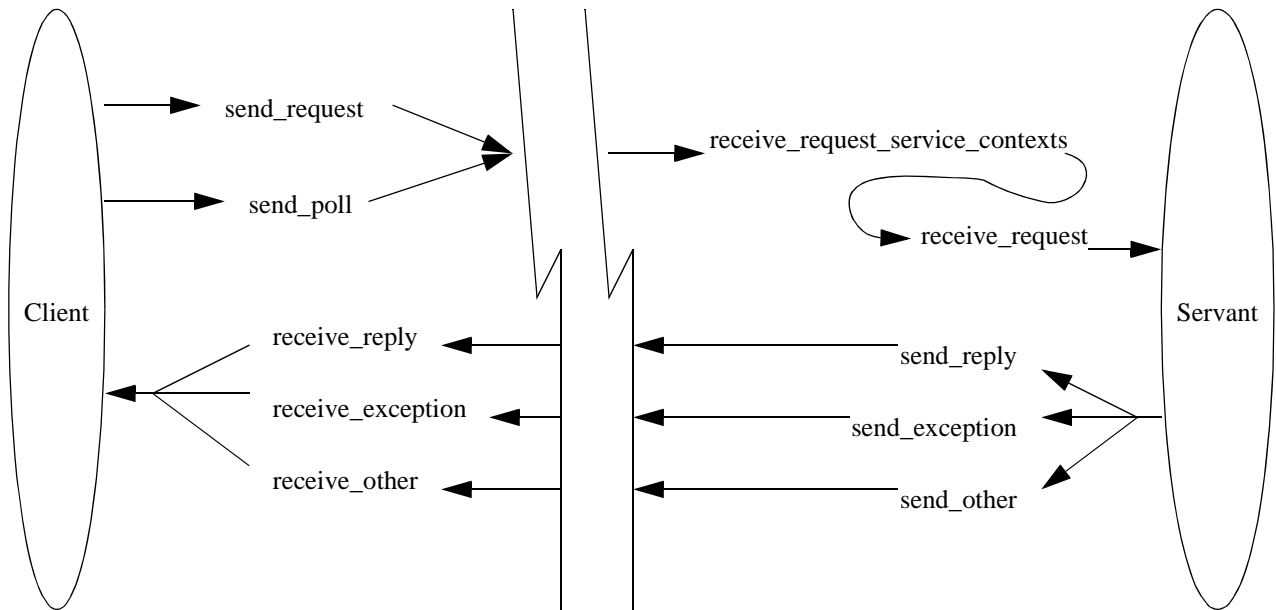 send_request
receive_request_service_contexts
send_poll
receive_request
Client
Servant
receive_reply
send_reply
receive_exception
send_exception
receive_other
send_other